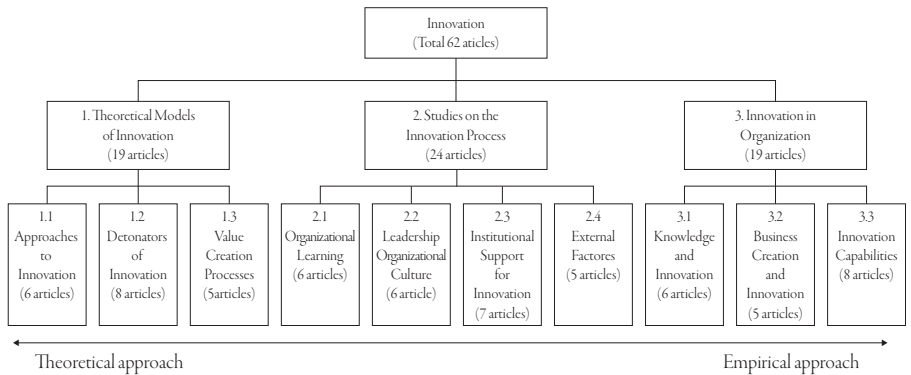 Innovation
(Total 62 aticles)
1. Theoretical Models
of Innovation
(19 articles)
2. Studies on the
Innovation Process
(24 articles)
3. Innovation in
Organization
(19 articles)
1.1
Approaches
to
Innovation
(6 articles)
1.2
Detonators
of
Innovation
(8 articles)
1.3
Value
Creation
Processes
(5articles)
2.1
Organizational
Learning
(6 articles)
2.2
Leadership
Organizational
Culture
(6 article)
2.3
Institutional
Support
for
Innovation
(7 articles)
2.4
External
Factores
(5 articles)
3.1
Knowledge
and
Innovation
(6 articles)
3.2
Business
Creation
and
Innovation
(5 articles)
3.3
Innovation
Capabilities
(8 articles)
Theoretical approach
Empirical approach